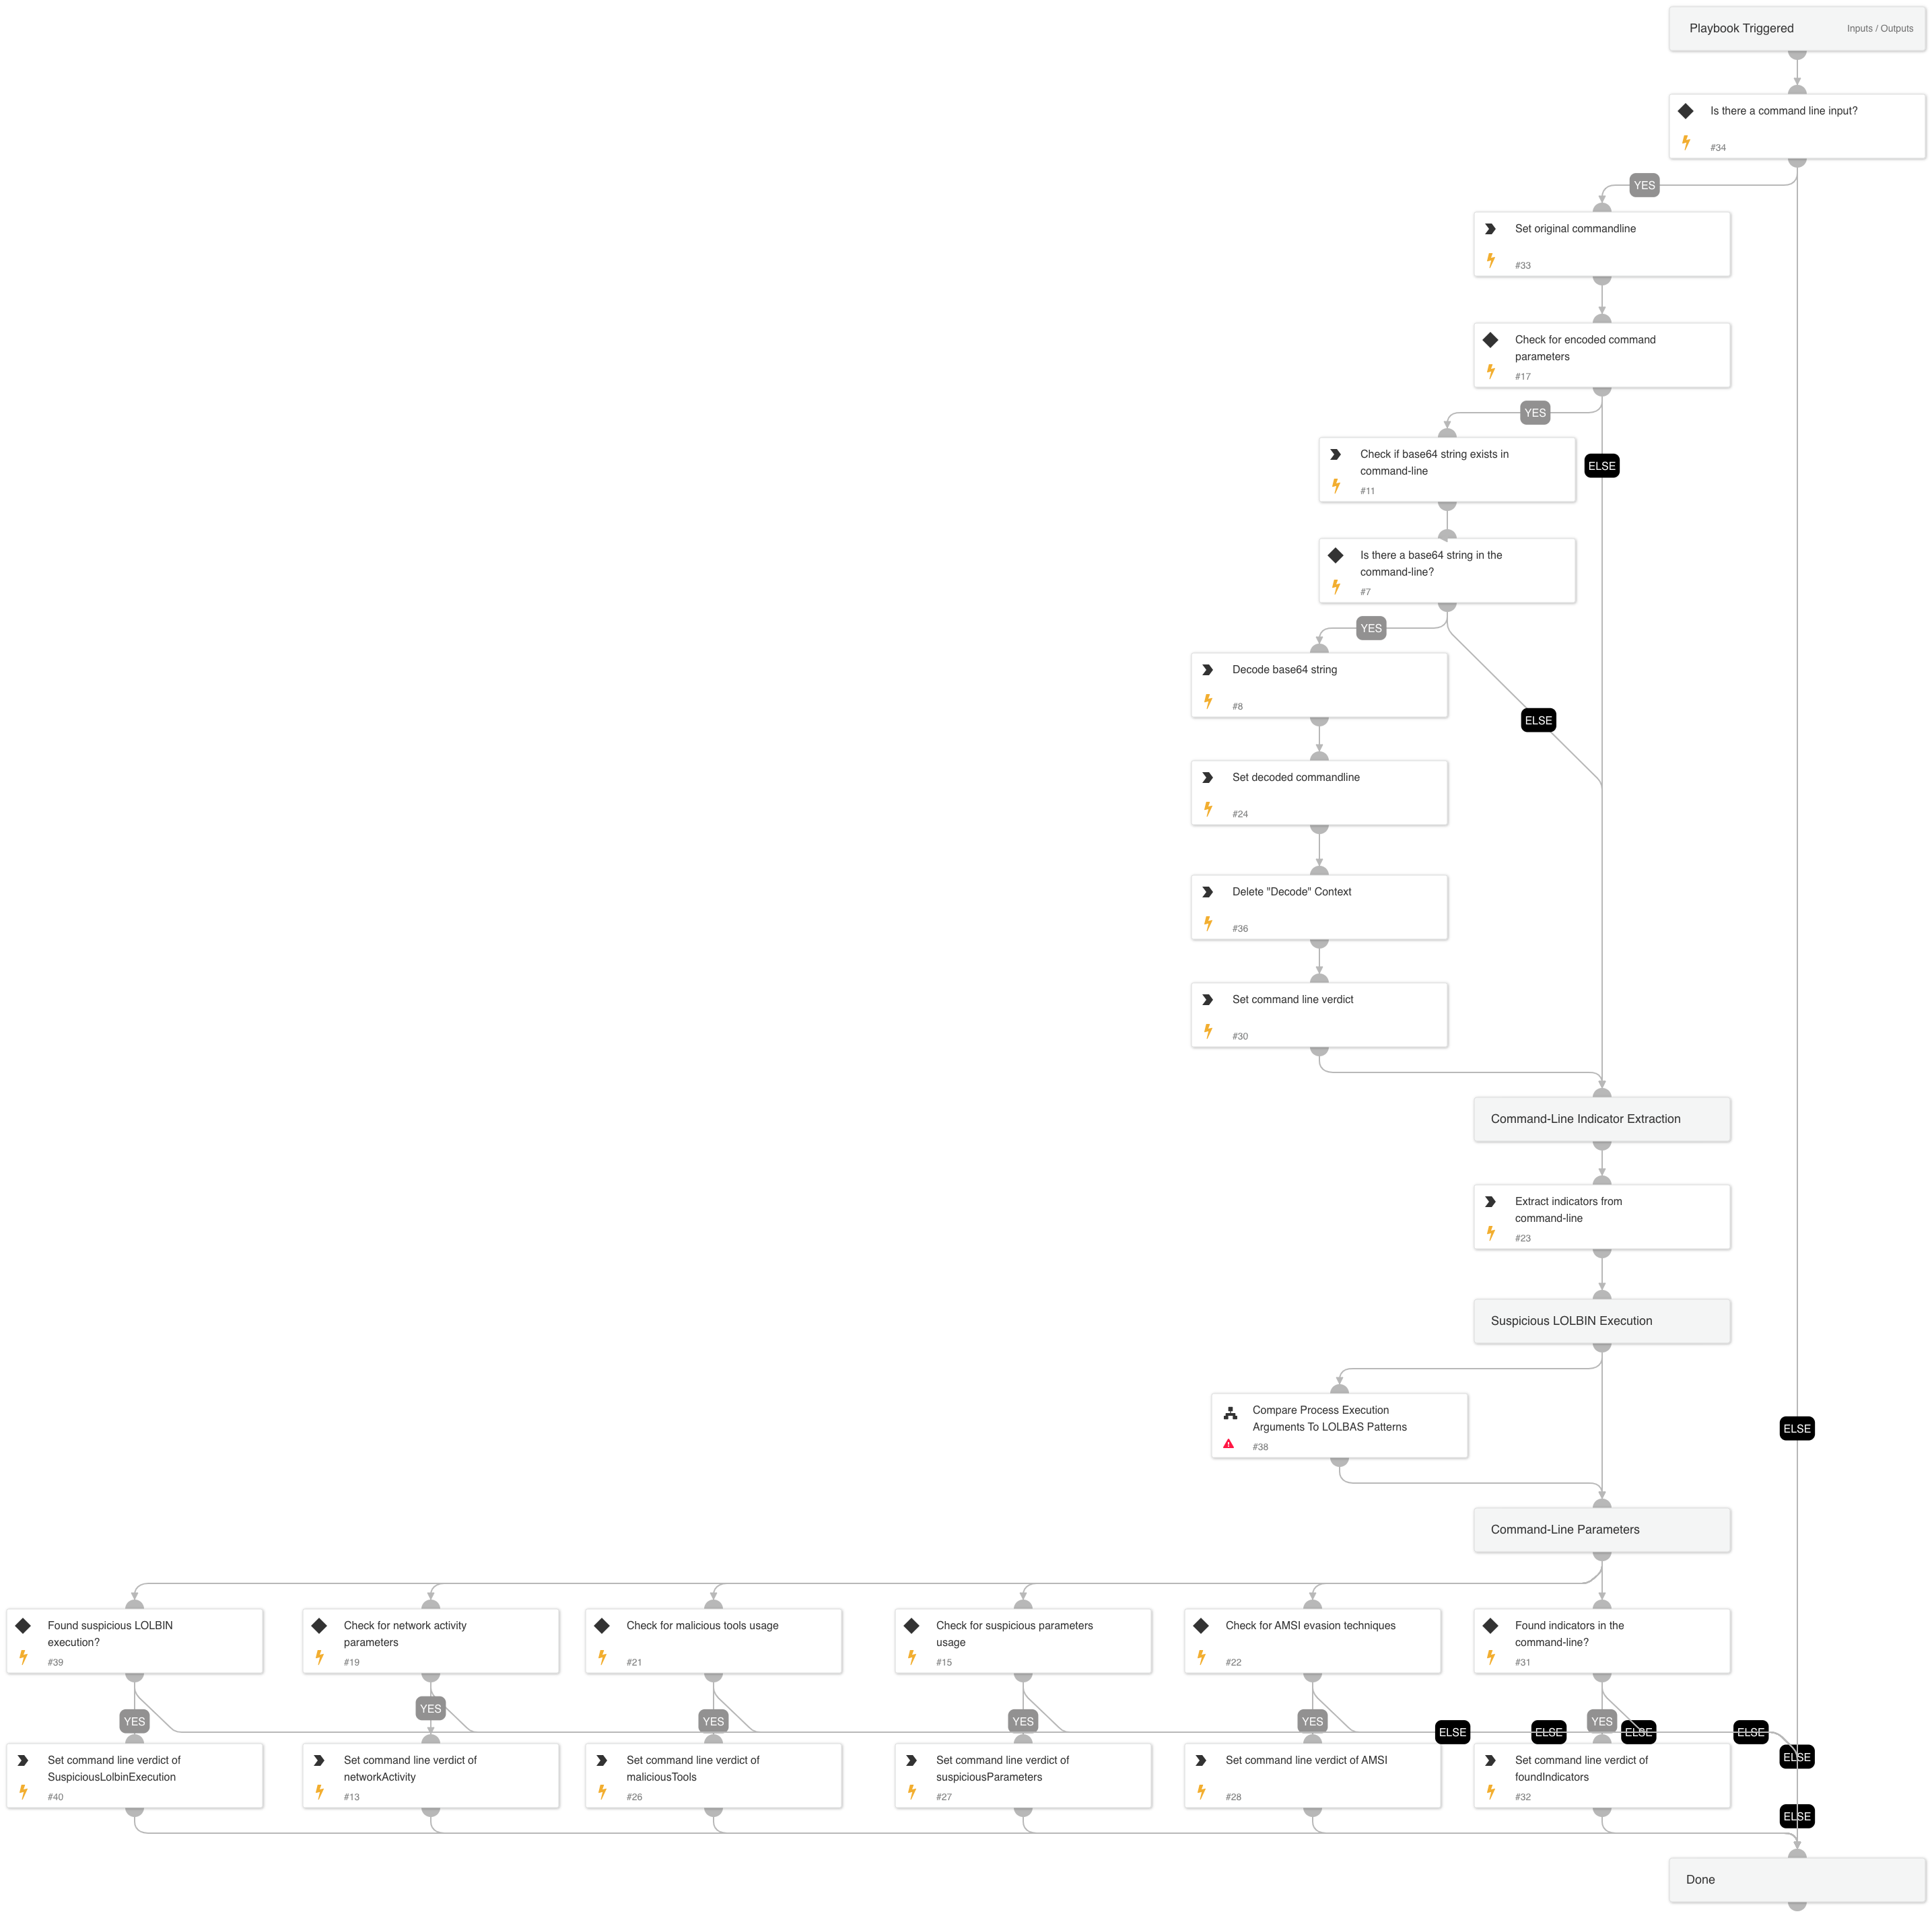 Playbook Triggered
Inputs / Outputs
Is there a command line input?
#34
YES
Set original commandline
#33
Check for encoded command
parameters
#17
YES
Check if base64 string exists in
command-line
#11
ELSE
Is there a base64 string in the
command-line?
#7
YES
Decode base64 string
#8
ELSE
Set decoded commandline
#24
Delete "Decode" Context
#36
Set command line verdict
#30
Command-Line Indicator Extraction
Extract indicators from
command-line
#23
Suspicious LOLBIN Execution
Compare Process Execution
Arguments To LOLBAS Patterns
#38
ELSE
Command-Line Parameters
Found suspicious LOLBIN
execution?
#39
Check for network activity
parameters
#19
Check for malicious tools usage
#21
Check for suspicious parameters
usage
#15
Check for AMSI evasion techniques
#22
Found indicators in the
command-line?
#31
YES
YES
YES
YES
YES
YES
ELSE
ELSE
ELSE
ELSE
ELSE
Set command line verdict of
SuspiciousLolbinExecution
#40
Set command line verdict of
networkActivity
#13
Set command line verdict of
maliciousTools
#26
Set command line verdict of
suspiciousParameters
#27
Set command line verdict of AMSI
#28
Set command line verdict of
foundIndicators
#32
ELSE
Done